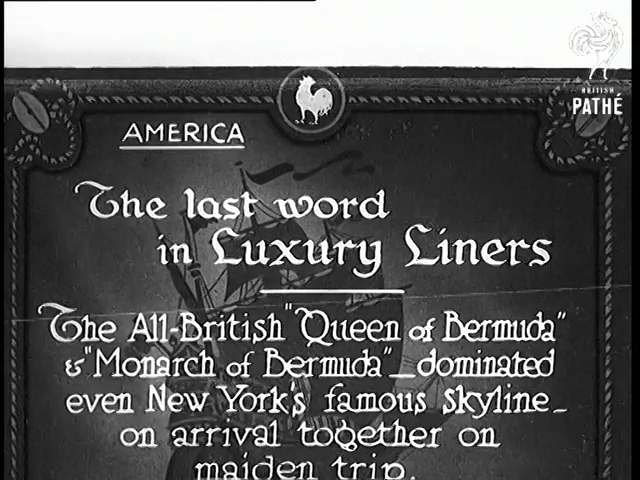 BRITISH
PATHÉ
AMERICA
The last word
in Luxury Liners
The All-British "Queen of Bermuda"
& "Monarch of Bermuda" — dominated
even New York's famous skyline –
on arrival together on
maiden trip.